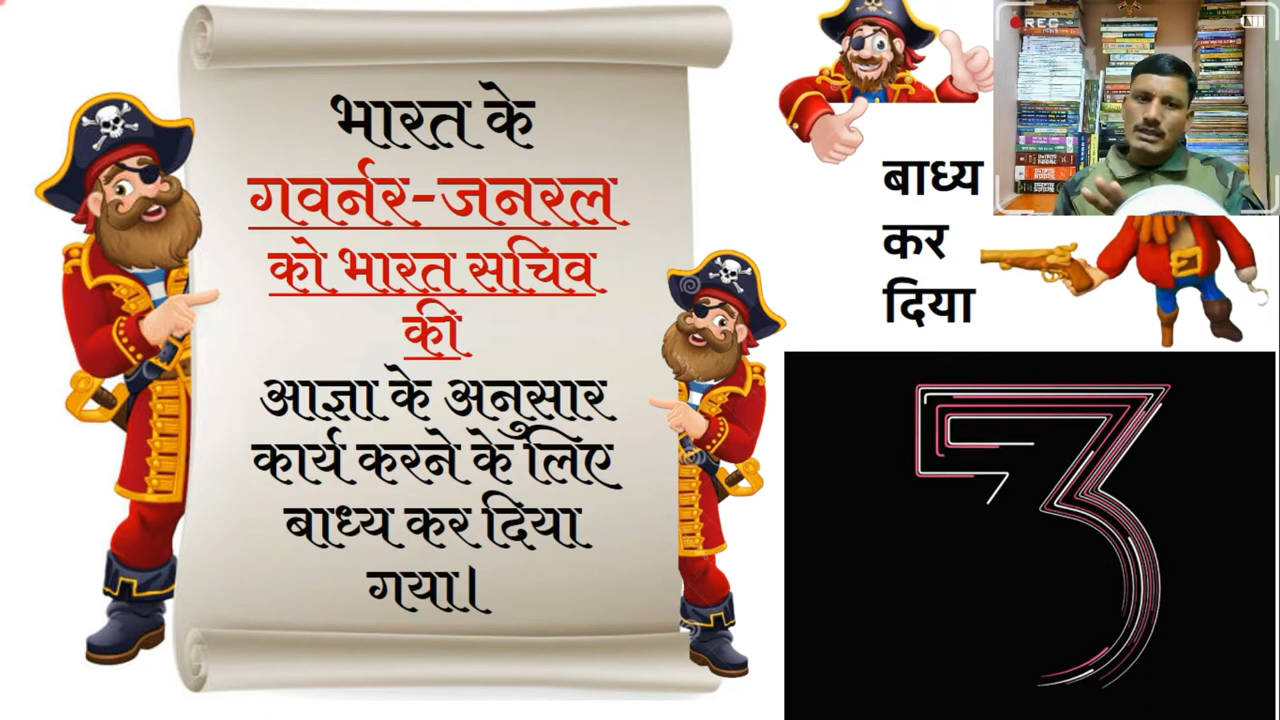 भारत के
गवर्नर-जनरल
को भारत सचिव
की
आज्ञा के अनुसार
कार्य करने के लिए
बाध्य कर दिया
गया।
बाध्य
कर
दिया
REC
3